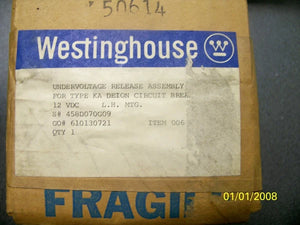 50614
Westinghouse
UNDERVOLTAGE RELEASE ASSEMBLY
FOR TYPE KA DEION CIRCUIT BREA
12 VDC L.H. MTG.
S# 458D070G09
GO# 610130721 ITEM 006
QTY 1
FRAGI
01/01/2008